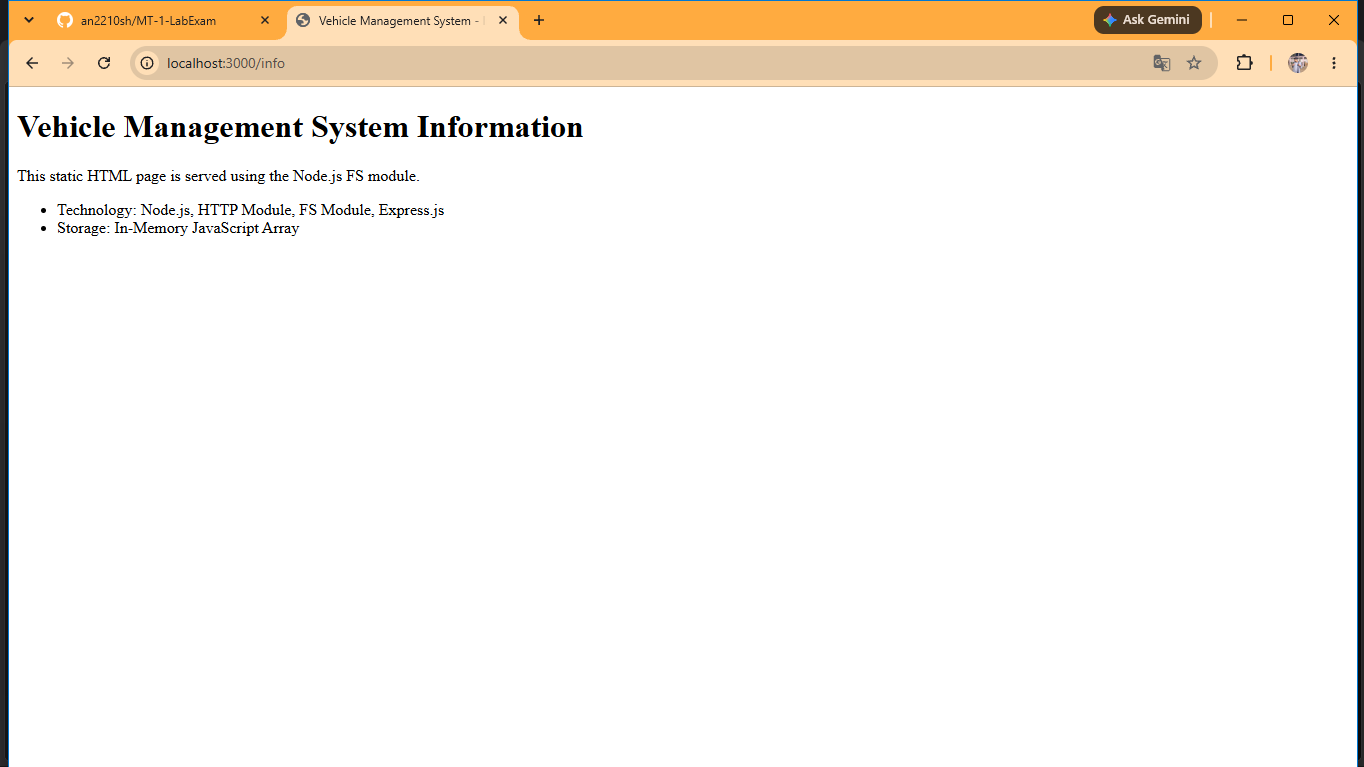 an2210sh/MT-1-LabExam
Vehicle Management System -
Ask Gemini
localhost:3000/info
Vehicle Management System Information
This static HTML page is served using the Node.js FS module.
• Technology: Node.js, HTTP Module, FS Module, Express.js
• Storage: In-Memory JavaScript Array